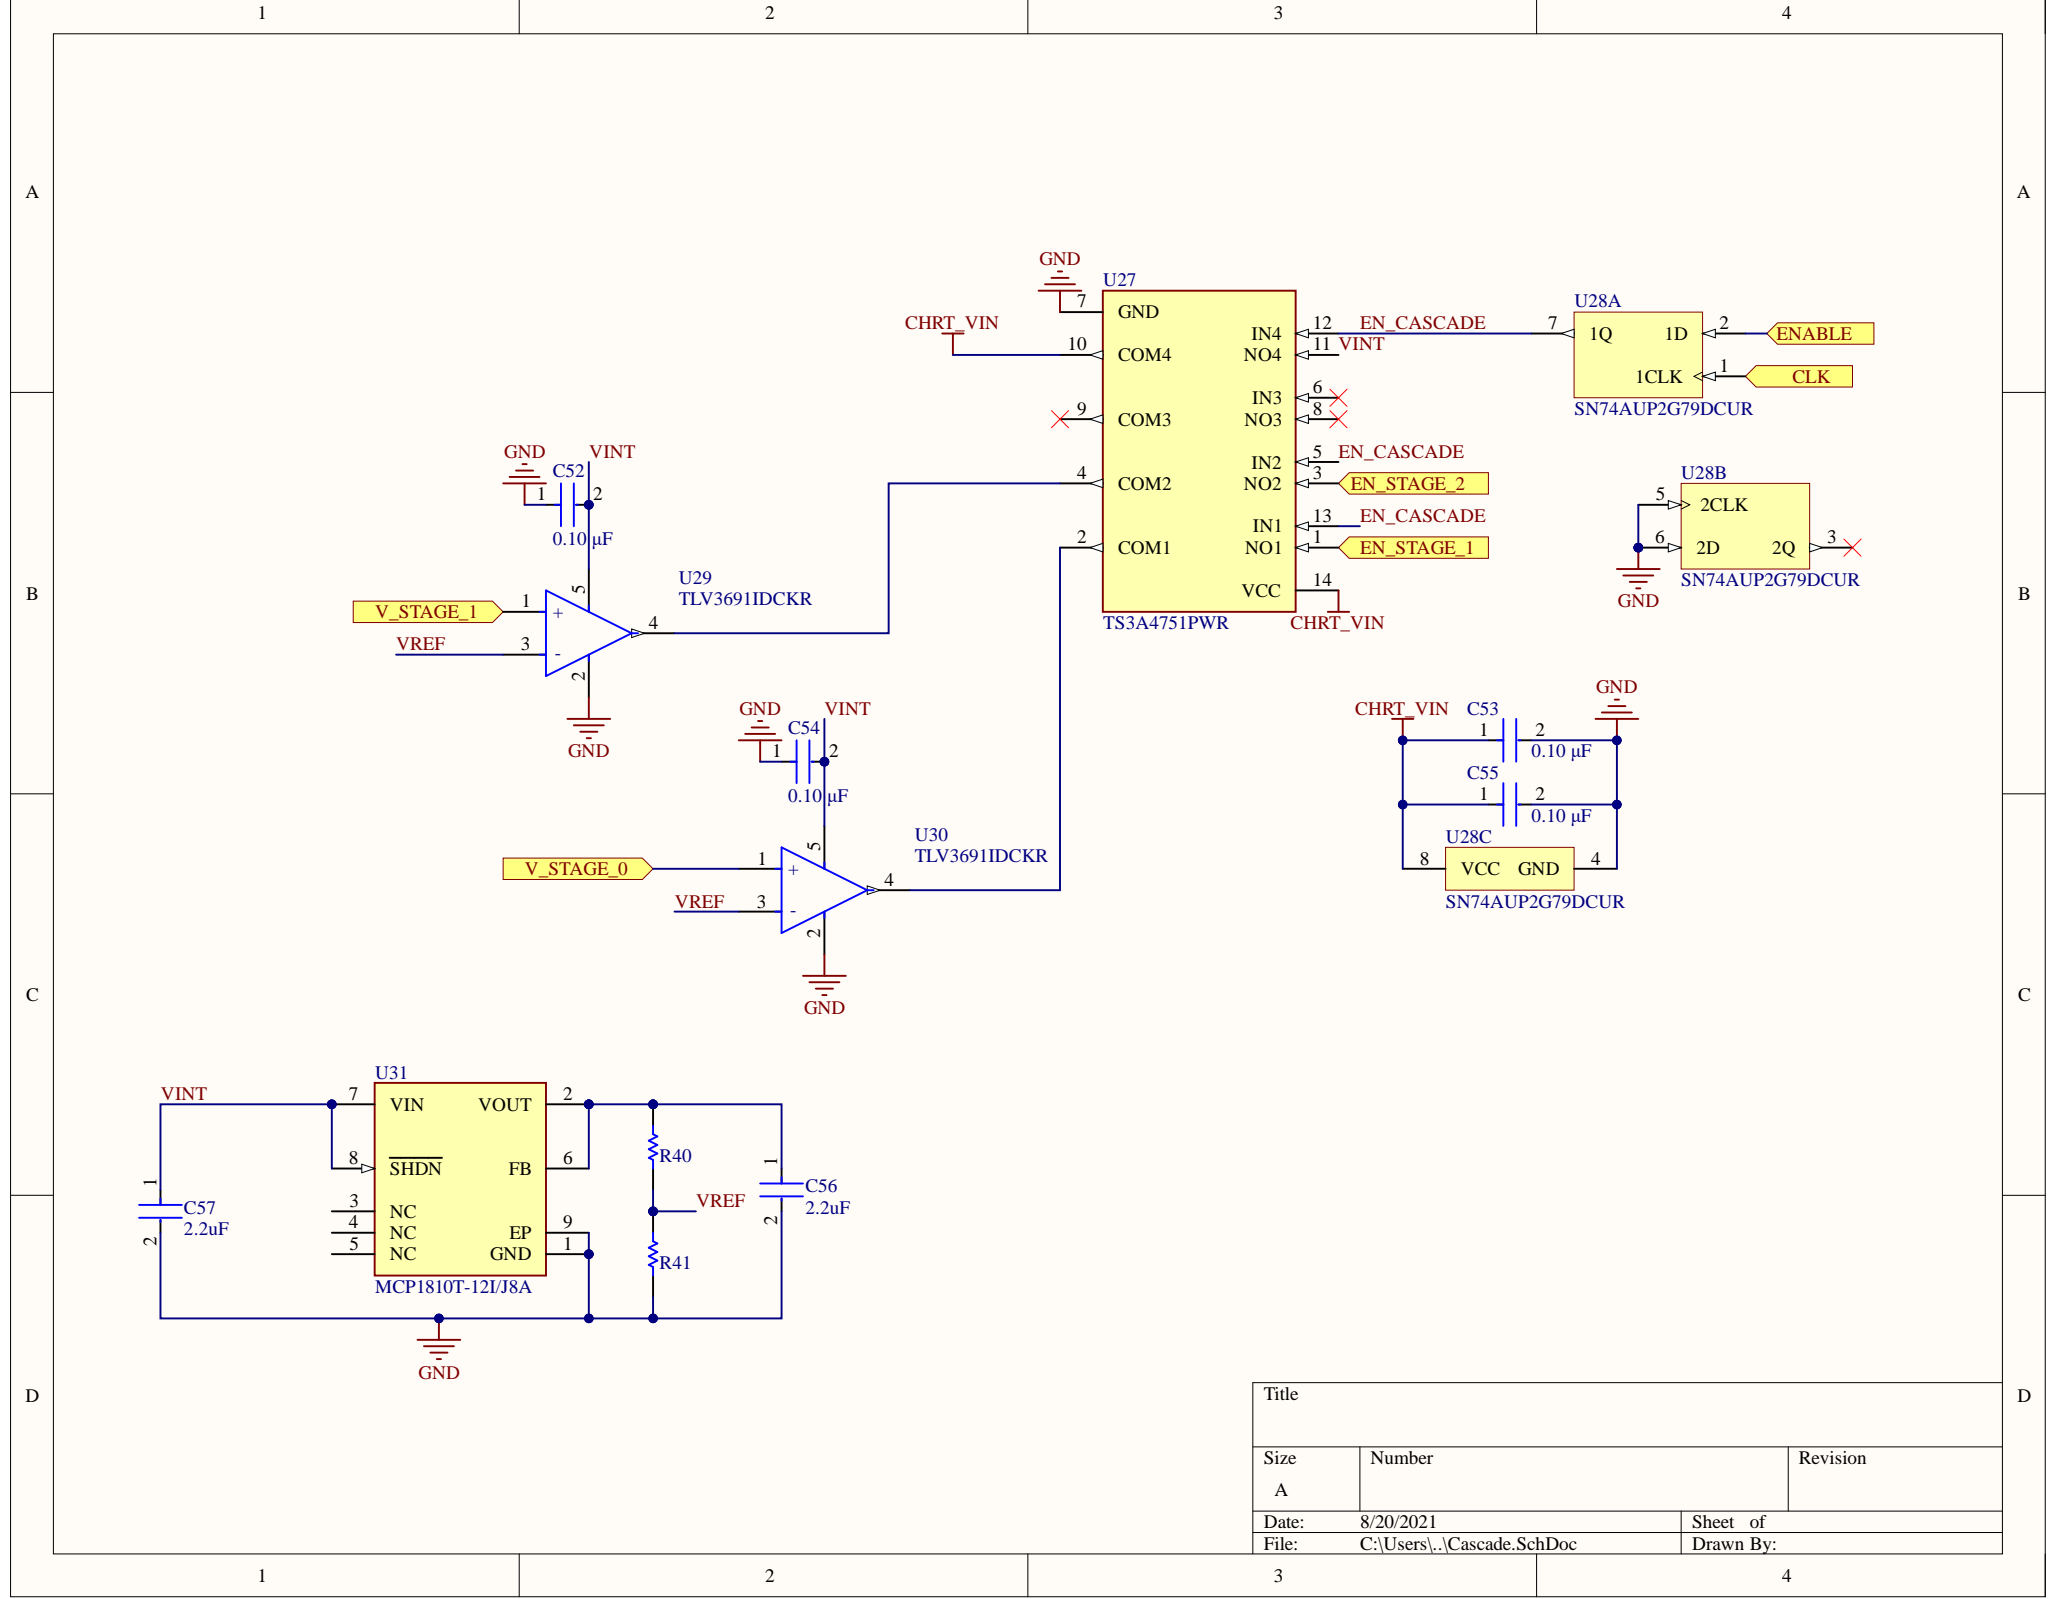 1 2 3 4
A A
B B
C C
D D
GND
U27
7 GND
CHRT_VIN
10 COM4
9 COM3
4 COM2
2 COM1
IN4 12 EN_CASCADE
NO4 11 VINT
IN3 6
NO3 8
IN2 5 EN_CASCADE
NO2 3 EN_STAGE_2
IN1 13 EN_CASCADE
NO1 1 EN_STAGE_1
VCC 14
TS3A4751PWR CHRT_VIN
U28A
7 1Q 1D 2 ENABLE
1CLK 1 CLK
SN74AUP2G79DCUR
U28B
5 2CLK
6 2D 2Q 3
SN74AUP2G79DCUR
GND
GND VINT
C52
1 2
0.10 µF
5
U29
TLV3691IDCKR
V_STAGE_1 1 +
4
VREF 3 -
2
GND
GND VINT
C54
1 2
0.10 µF
5
U30
TLV3691IDCKR
V_STAGE_0 1 +
4
VREF 3 -
2
GND
GND
CHRT_VIN C53
1 2
0.10 µF
C55
1 2
0.10 µF
U28C
8 VCC GND 4
SN74AUP2G79DCUR
U31
VINT 7 VIN VOUT 2
8 SHDN FB 6
3 NC
4 NC EP 9
5 NC GND 1
MCP1810T-12I/J8A
1
C57
2.2uF
2
R40
VREF
R41
1
C56
2.2uF
2
GND
Title
Size Number Revision
A
Date: 8/20/2021 Sheet of
File: C:\Users\..\Cascade.SchDoc Drawn By:
1 2 3 4